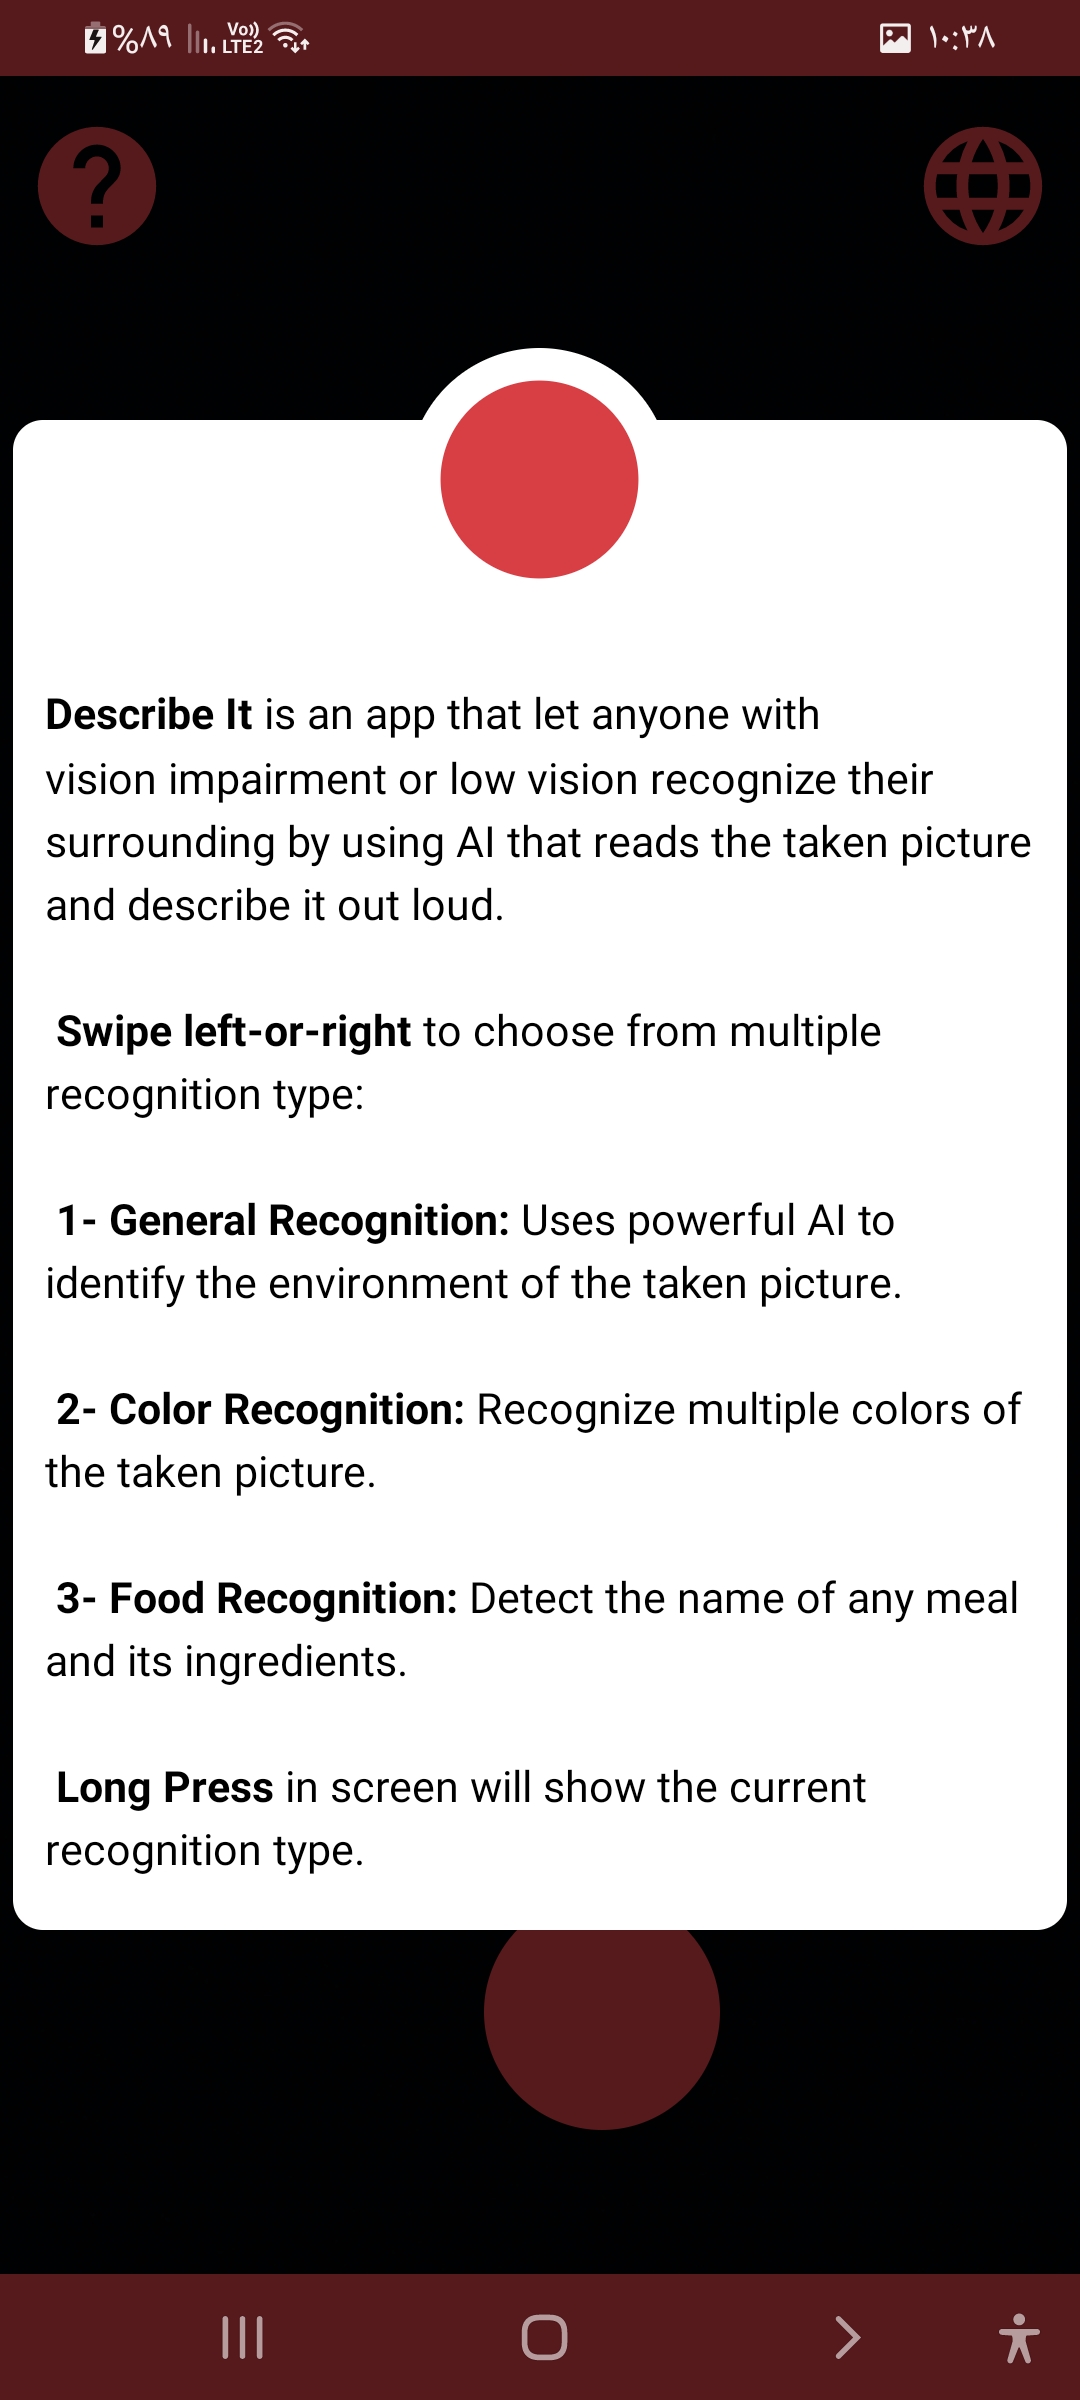 %٨٩ Vo)) LTE2 ١٠:٣٨
Describe It is an app that let anyone with
vision impairment or low vision recognize their
surrounding by using AI that reads the taken picture
and describe it out loud.
Swipe left-or-right to choose from multiple
recognition type:
1- General Recognition: Uses powerful AI to
identify the environment of the taken picture.
2- Color Recognition: Recognize multiple colors of
the taken picture.
3- Food Recognition: Detect the name of any meal
and its ingredients.
Long Press in screen will show the current
recognition type.